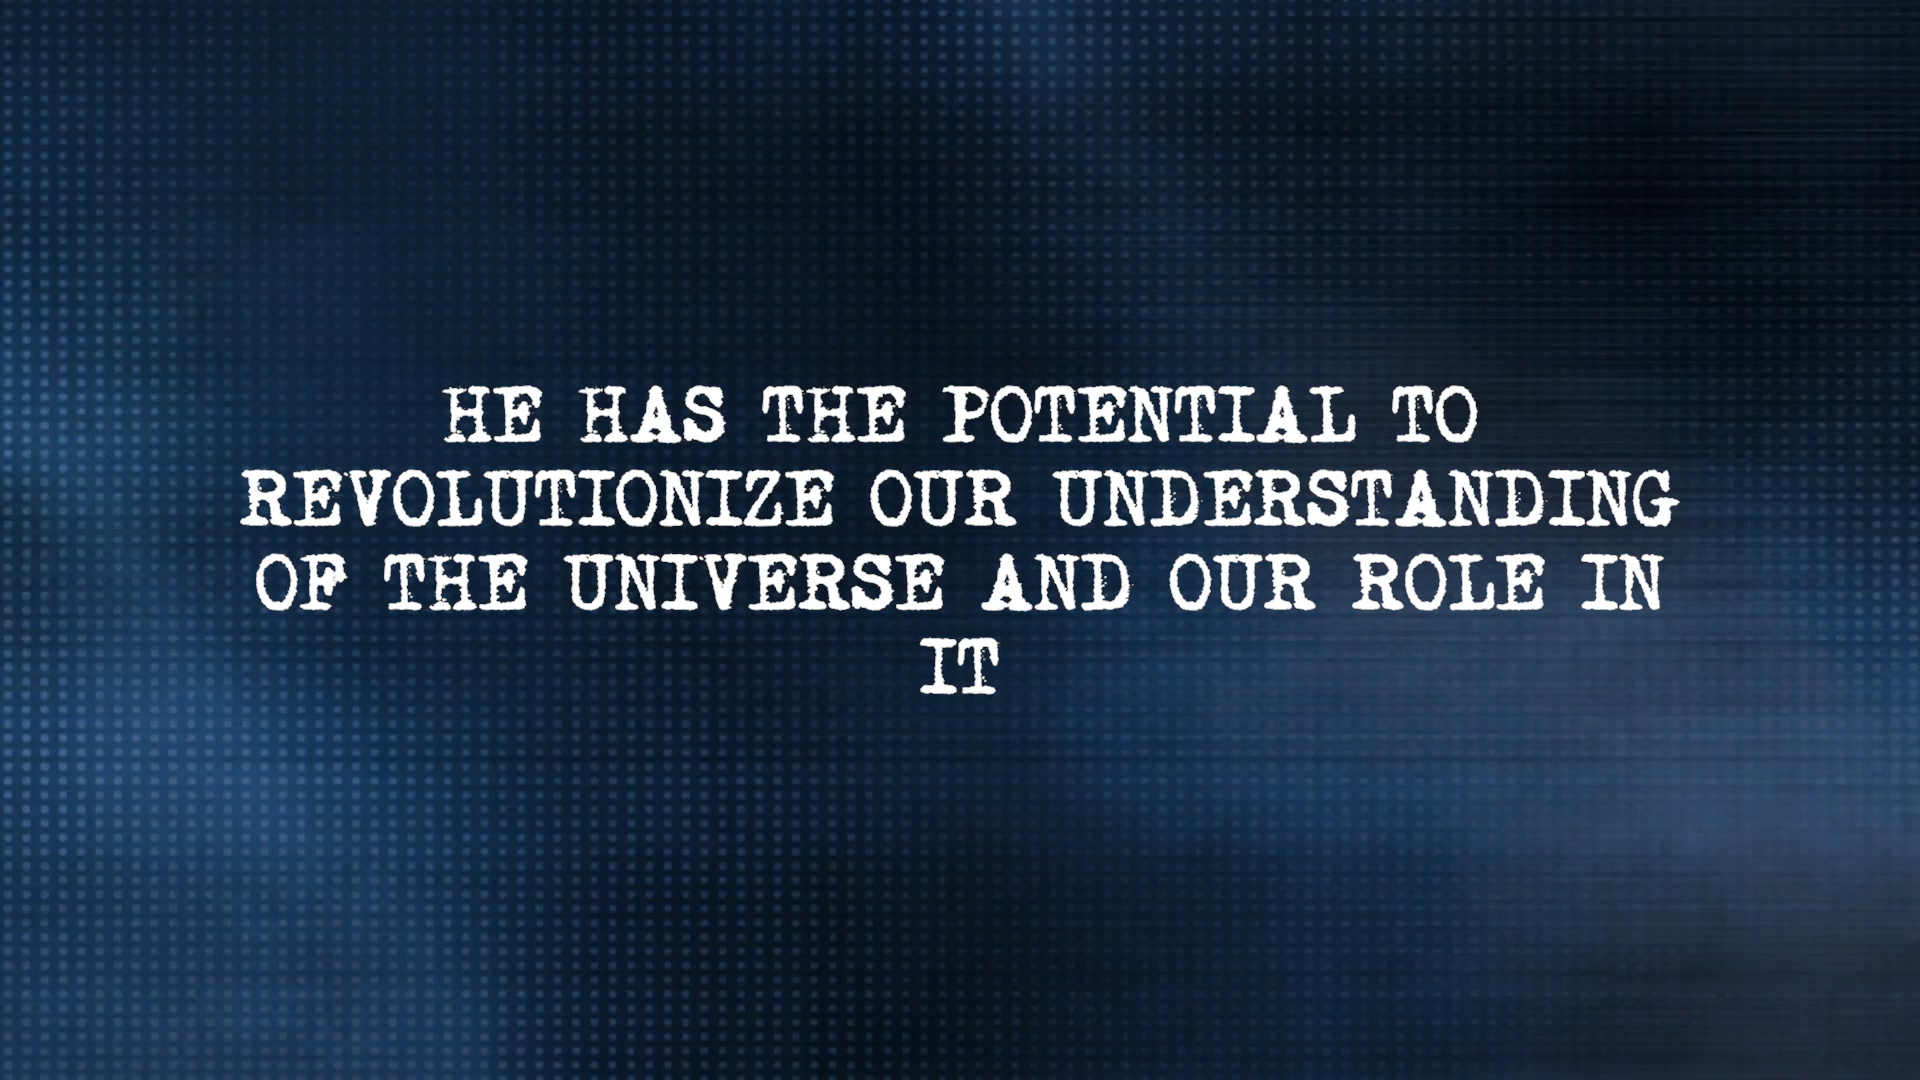 HE HAS THE POTENTIAL TO
REVOLUTIONIZE OUR UNDERSTANDING
OF THE UNIVERSE AND OUR ROLE IN
IT